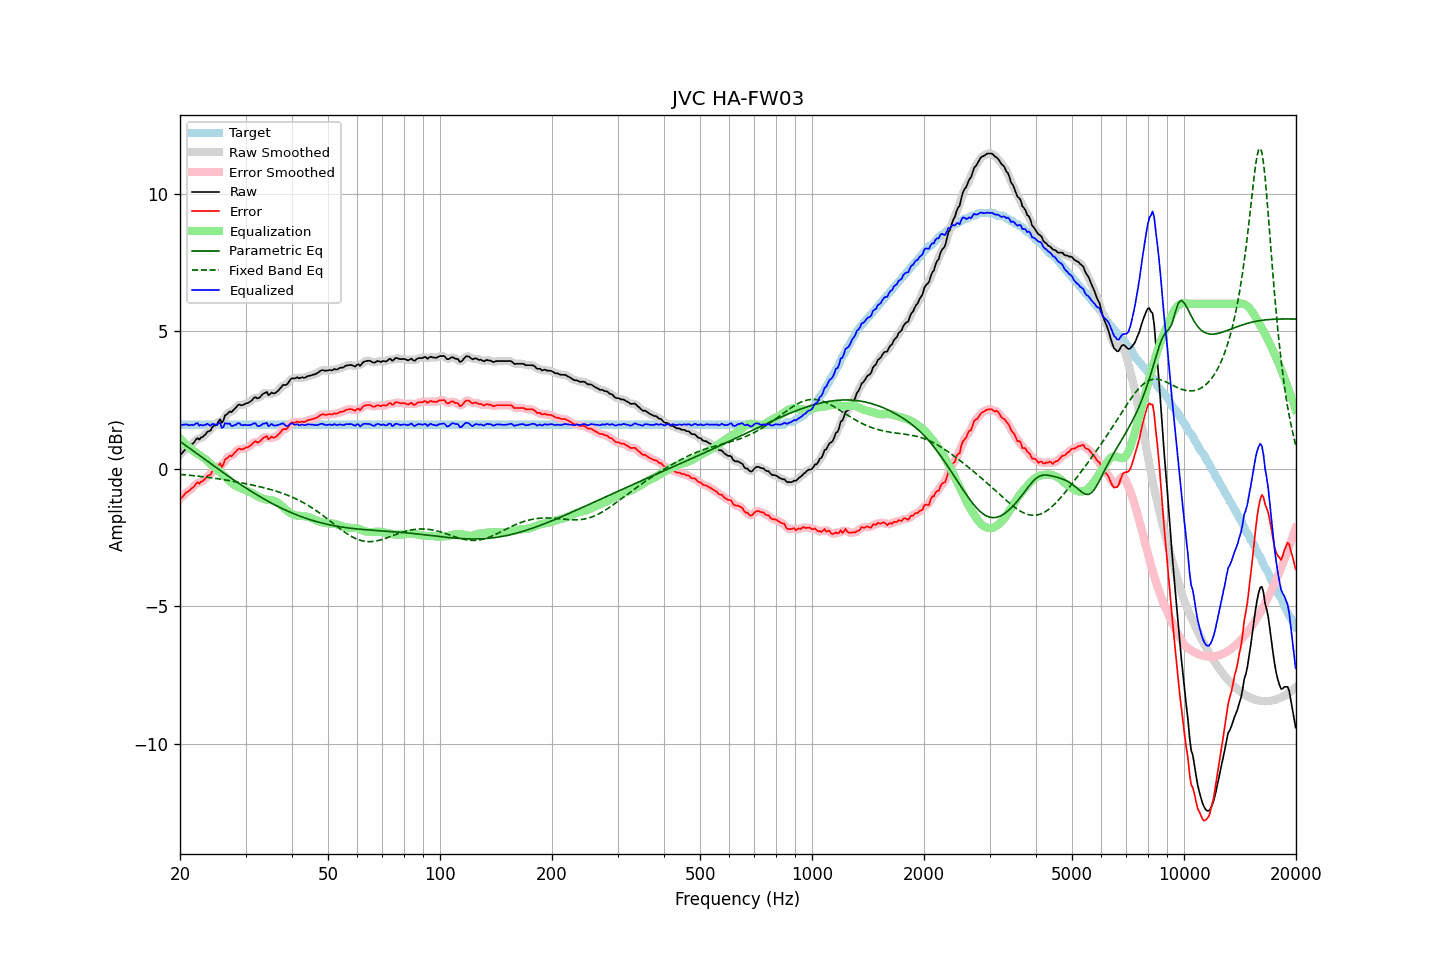 JVC HA-FW03
Target
Raw Smoothed
Error Smoothed
Raw
Error
Equalization
Parametric Eq
Fixed Band Eq
Equalized
10
5
0
−5
−10
Amplitude (dBr)
20 50 100 200 500 1000 2000 5000 10000 20000
Frequency (Hz)